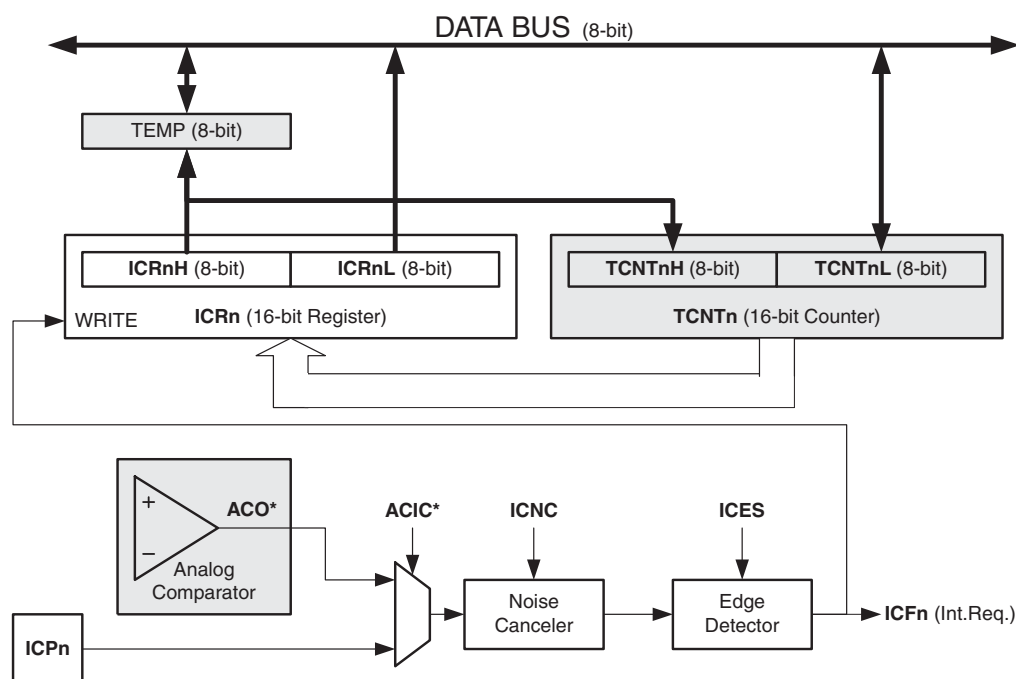 DATA BUS (8-bit)
TEMP (8-bit)
ICRnH (8-bit) ICRnL (8-bit)
TCNTnH (8-bit) TCNTnL (8-bit)
WRITE
ICRn (16-bit Register)
TCNTn (16-bit Counter)
+
ACO*
−
Analog
Comparator
ACIC*
ICNC
ICES
Noise
Canceler
Edge
Detector
ICFn (Int.Req.)
ICPn